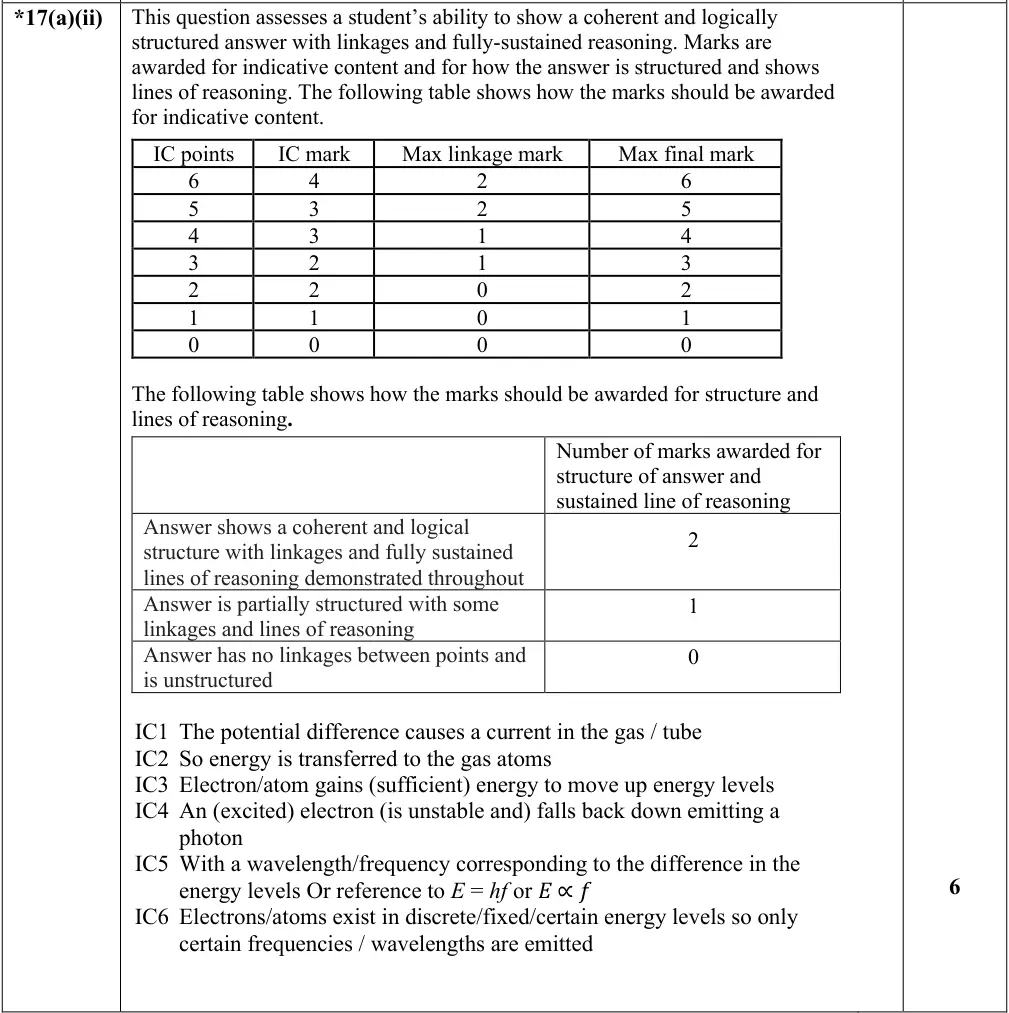 *17(a)(ii)
This question assesses a student’s ability to show a coherent and logically
structured answer with linkages and fully-sustained reasoning. Marks are
awarded for indicative content and for how the answer is structured and shows
lines of reasoning. The following table shows how the marks should be awarded
for indicative content.
IC points IC mark Max linkage mark Max final mark
6 4 2 6
5 3 2 5
4 3 1 4
3 2 1 3
2 2 0 2
1 1 0 1
0 0 0 0
The following table shows how the marks should be awarded for structure and
lines of reasoning.
Number of marks awarded for
structure of answer and
sustained line of reasoning
Answer shows a coherent and logical
structure with linkages and fully sustained
lines of reasoning demonstrated throughout
2
Answer is partially structured with some
linkages and lines of reasoning
1
Answer has no linkages between points and
is unstructured
0
IC1 The potential difference causes a current in the gas / tube
IC2 So energy is transferred to the gas atoms
IC3 Electron/atom gains (sufficient) energy to move up energy levels
IC4 An (excited) electron (is unstable and) falls back down emitting a
photon
IC5 With a wavelength/frequency corresponding to the difference in the
energy levels Or reference to E = hf or E ∝ f
IC6 Electrons/atoms exist in discrete/fixed/certain energy levels so only
certain frequencies / wavelengths are emitted
6